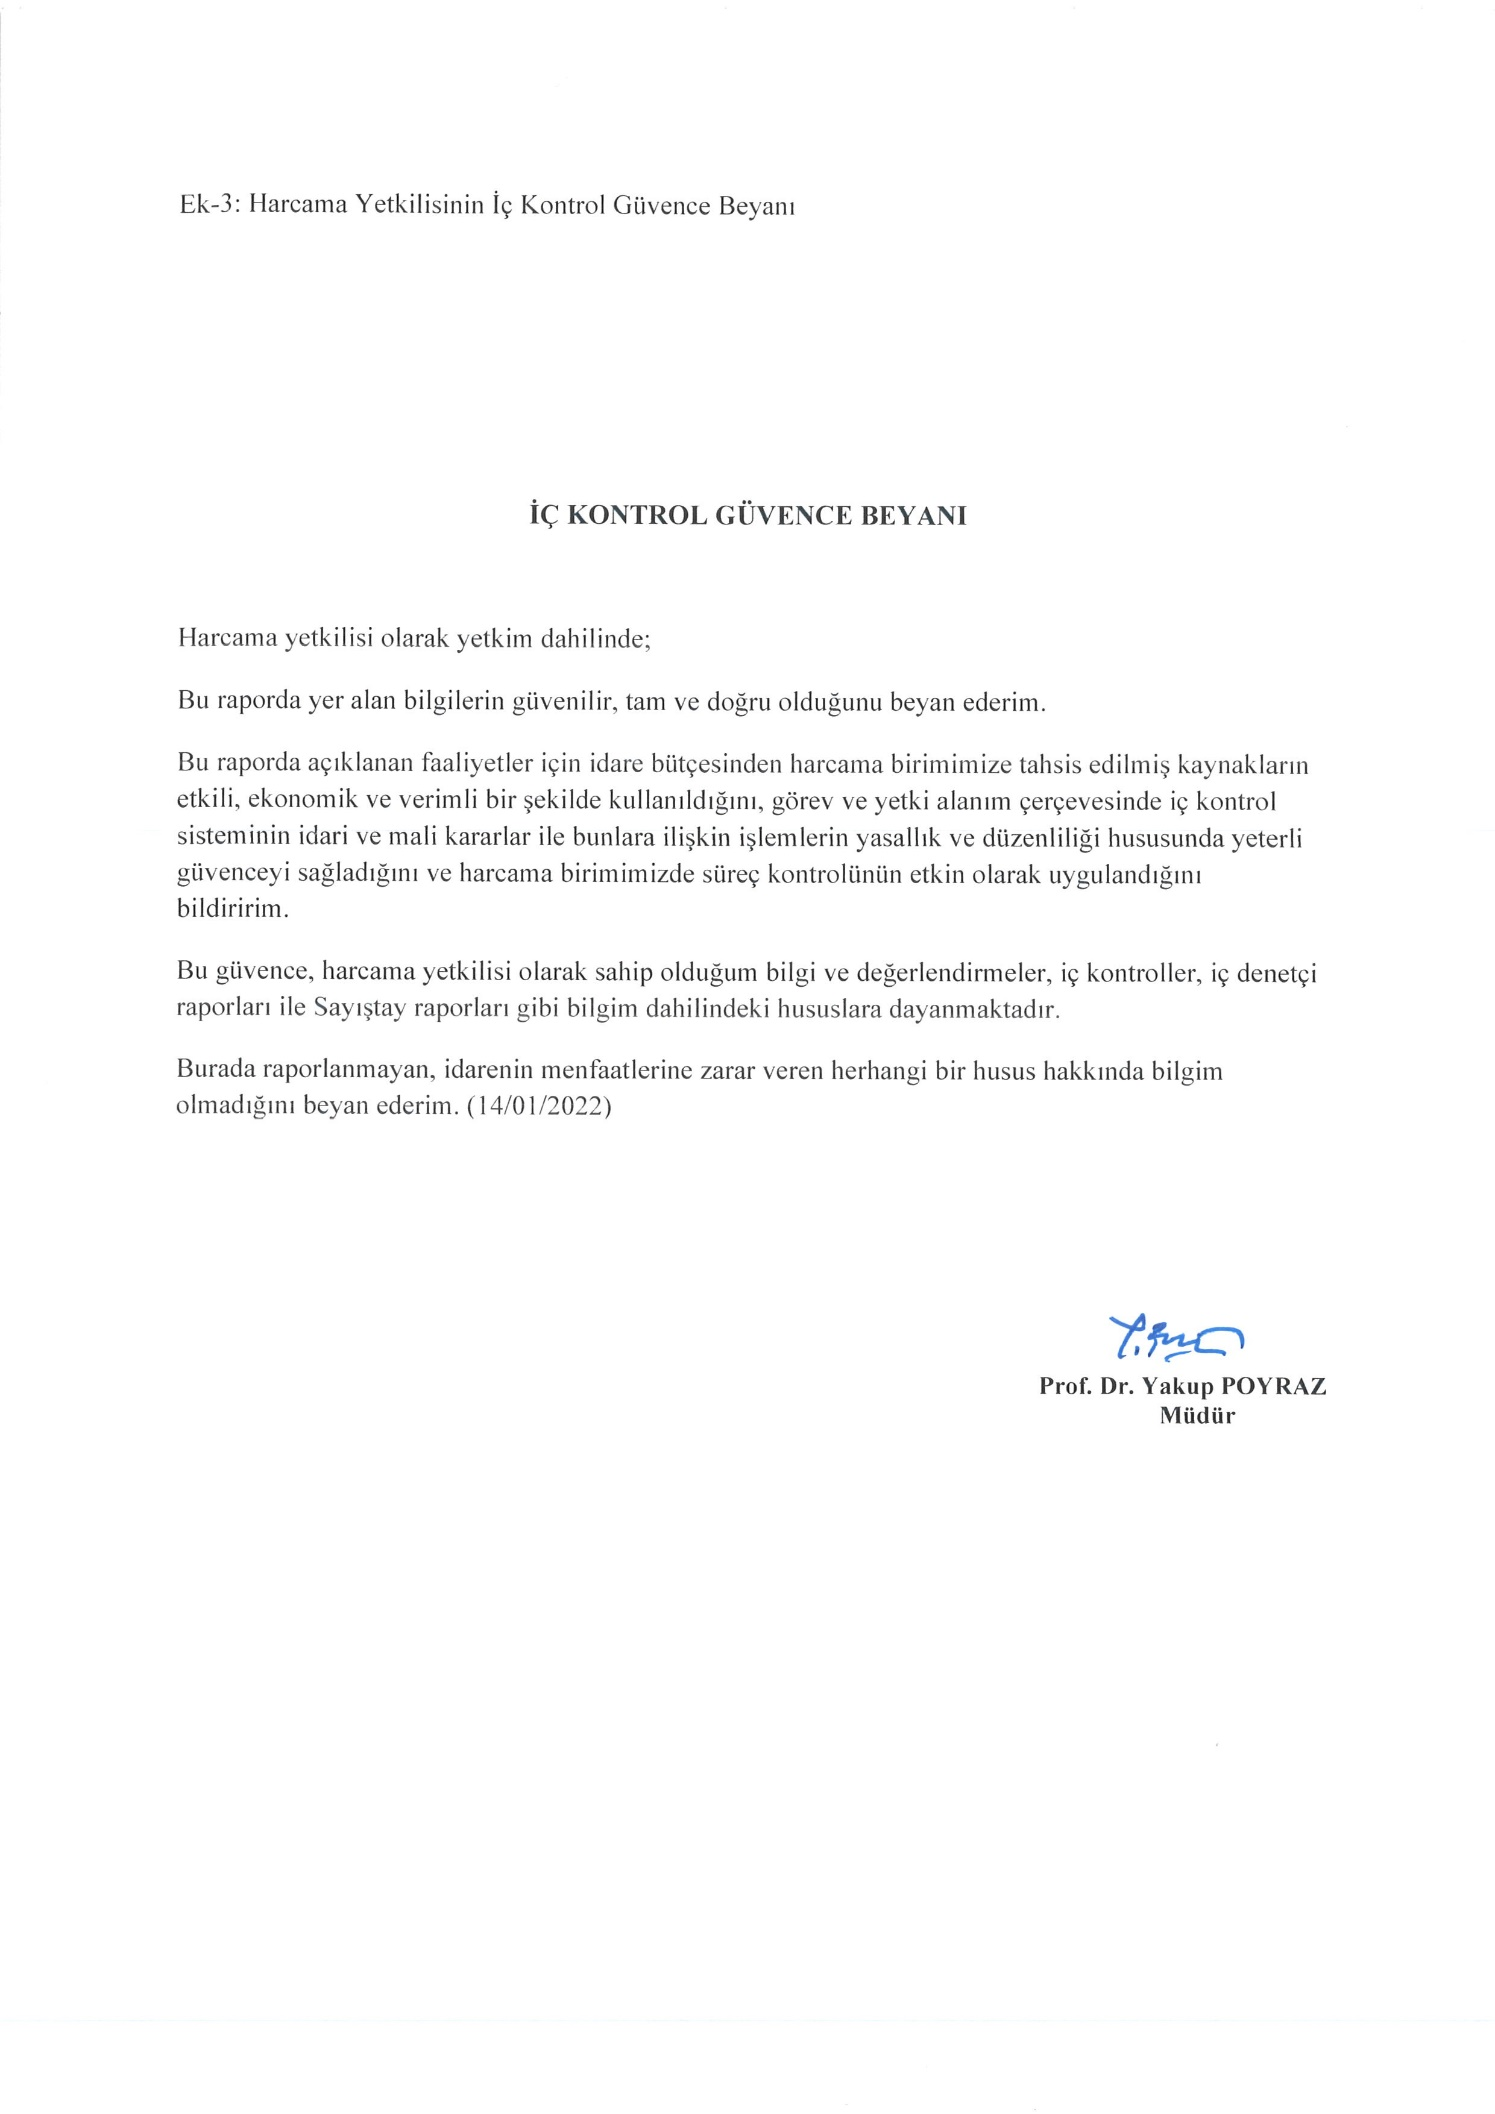 Ek-3: Harcama Yetkilisinin İç Kontrol Güvence Beyanı
İÇ KONTROL GÜVENCE BEYANI
Harcama yetkilisi olarak yetkim dahilinde;
Bu raporda yer alan bilgilerin güvenilir, tam ve doğru olduğunu beyan ederim.
Bu raporda açıklanan faaliyetler için idare bütçesinden harcama birimimize tahsis edilmiş kaynakların
etkili, ekonomik ve verimli bir şekilde kullanıldığını, görev ve yetki alanım çerçevesinde iç kontrol
sisteminin idari ve mali kararlar ile bunlara ilişkin işlemlerin yasallık ve düzenliliği hususunda yeterli
güvenceyi sağladığını ve harcama birimimizde süreç kontrolünün etkin olarak uygulandığını
bildiririm.
Bu güvence, harcama yetkilisi olarak sahip olduğum bilgi ve değerlendirmeler, iç kontroller, iç denetçi
raporları ile Sayıştay raporları gibi bilgim dahilindeki hususlara dayanmaktadır.
Burada raporlanmayan, idarenin menfaatlerine zarar veren herhangi bir husus hakkında bilgim
olmadığını beyan ederim. (14/01/2022)
Prof. Dr. Yakup POYRAZ
Müdür